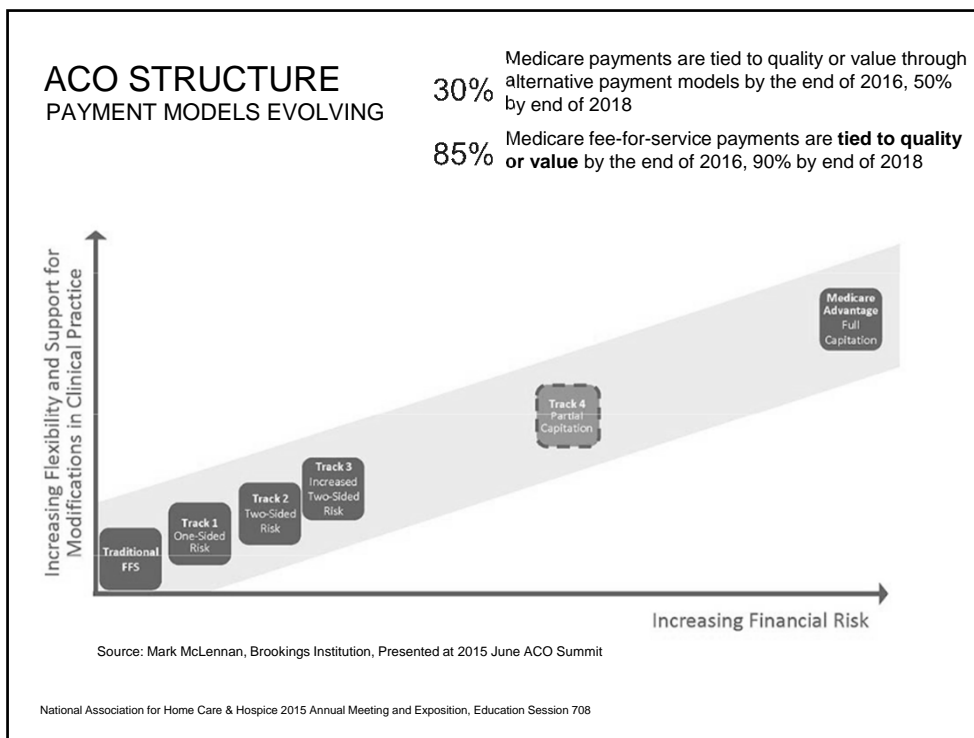 ACO STRUCTURE
PAYMENT MODELS EVOLVING
30%
Medicare payments are tied to quality or value through
alternative payment models by the end of 2016, 50%
by end of 2018
85%
Medicare fee-for-service payments are tied to quality
or value by the end of 2016, 90% by end of 2018
Increasing Flexibility and Support for
Modifications in Clinical Practice
Medicare
Advantage
Full
Capitation
Track 4
Partial
Capitation
Track 3
Increased
Two-Sided
Risk
Track 2
Two-Sided
Risk
Track 1
One-Sided
Risk
Traditional
FFS
Increasing Financial Risk
Source: Mark McLennan, Brookings Institution, Presented at 2015 June ACO Summit
National Association for Home Care & Hospice 2015 Annual Meeting and Exposition, Education Session 708